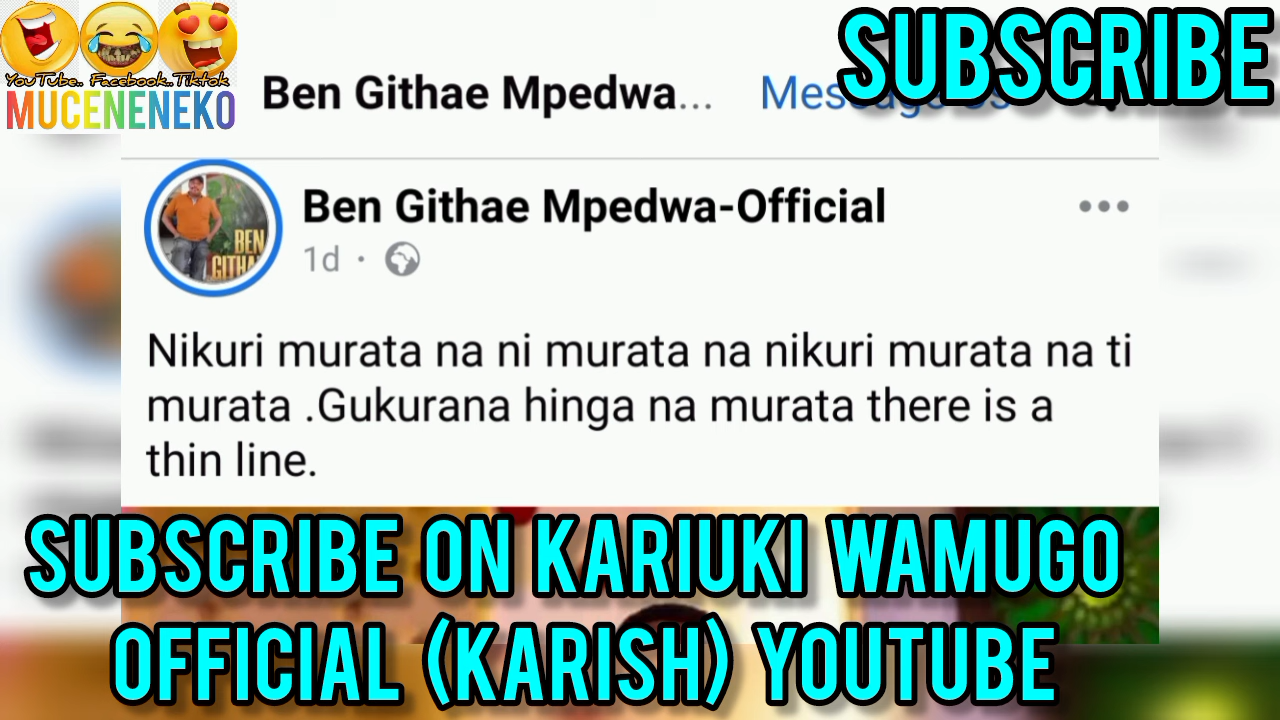 YouTube.. Facebook..Tiktok
MUCENENEKO
Ben Githae Mpedwa...
SUBSCRIBE
Ben Githae Mpedwa-Official
1d
BEN
Nikuri murata na ni murata na nikuri murata na ti
murata .Gukurana hinga na murata there is a
thin line.
SUBSCRIBE ON KARIUKI WAMUGO
OFFICIAL (KARISH) YOUTUBE